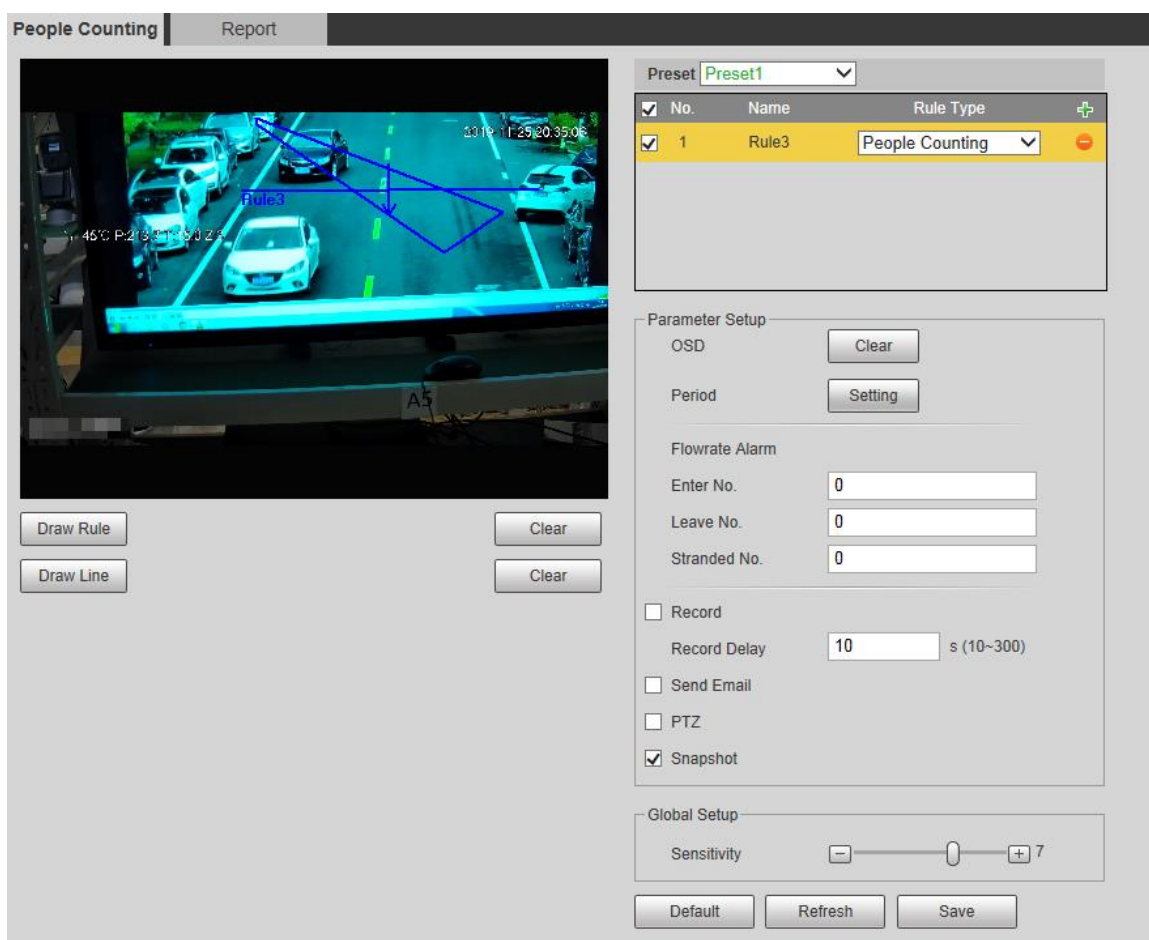 People Counting Report
Preset Preset1
No. Name Rule Type
1 Rule3 People Counting
2019-11-25 20:35:06
Rule3
A5
Draw Rule Clear
Draw Line Clear
Parameter Setup
OSD Clear
Period Setting
Flowrate Alarm
Enter No. 0
Leave No. 0
Stranded No. 0
Record
Record Delay 10 s (10~300)
Send Email
PTZ
Snapshot
Global Setup
Sensitivity 7
Default Refresh Save